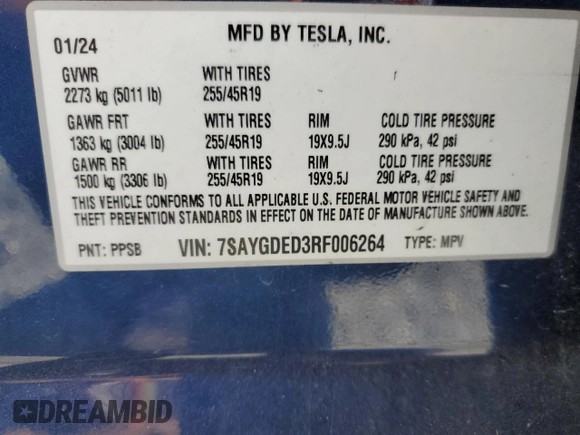 MFD BY TESLA, INC.
01/24
GVWR WITH TIRES
2273 kg (5011 lb) 255/45R19
GAWR FRT WITH TIRES RIM COLD TIRE PRESSURE
1363 kg (3004 lb) 255/45R19 19X9.5J 290 kPa, 42 psi
GAWR RR WITH TIRES RIM COLD TIRE PRESSURE
1500 kg (3306 lb) 255/45R19 19X9.5J 290 kPa, 42 psi
THIS VEHICLE CONFORMS TO ALL APPLICABLE U.S. FEDERAL MOTOR VEHICLE SAFETY AND
THEFT PREVENTION STANDARDS IN EFFECT ON THE DATE OF MANUFACTURE SHOWN ABOVE.
PNT: PPSB VIN: 7SAYGDED3RF006264 TYPE: MPV
DREAMBID